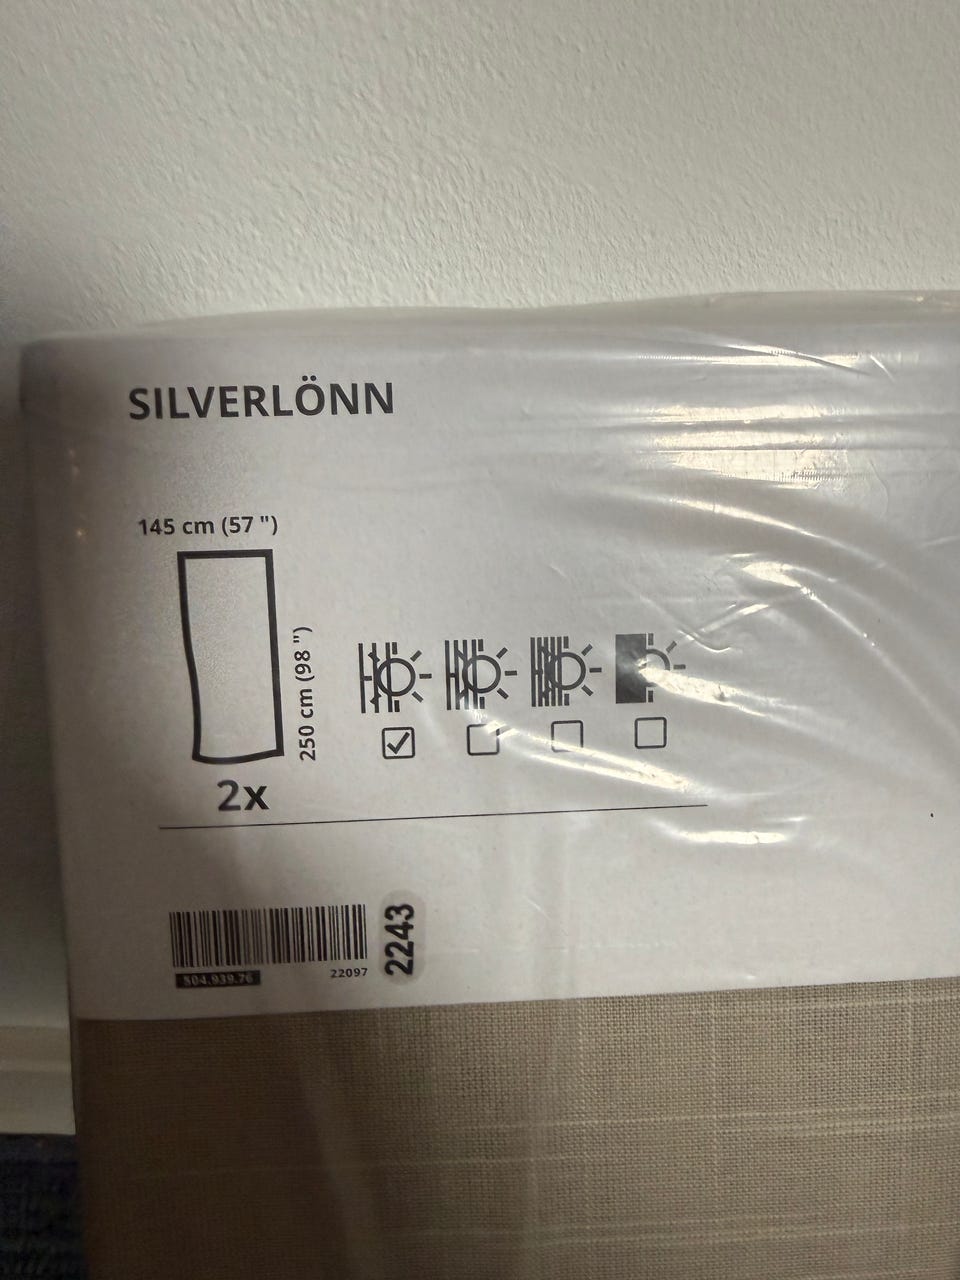 SILVERLÖNN
145 cm (57 ")
250 cm (98 ")
2x
504.939.76
22097
2243